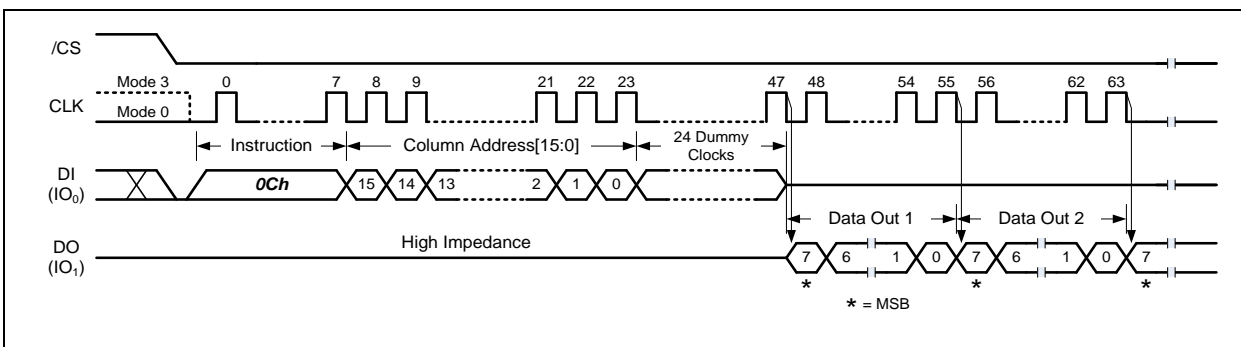 /CS
Mode 3 0 7 8 9 21 22 23 47 48 54 55 56 62 63
CLK Mode 0
Instruction Column Address[15:0] 24 Dummy Clocks
DI (IO0) 0Ch 15 14 13 2 1 0
Data Out 1 Data Out 2
High Impedance
DO (IO1) 7 6 1 0 7 6 1 0 7
* * *
* = MSB